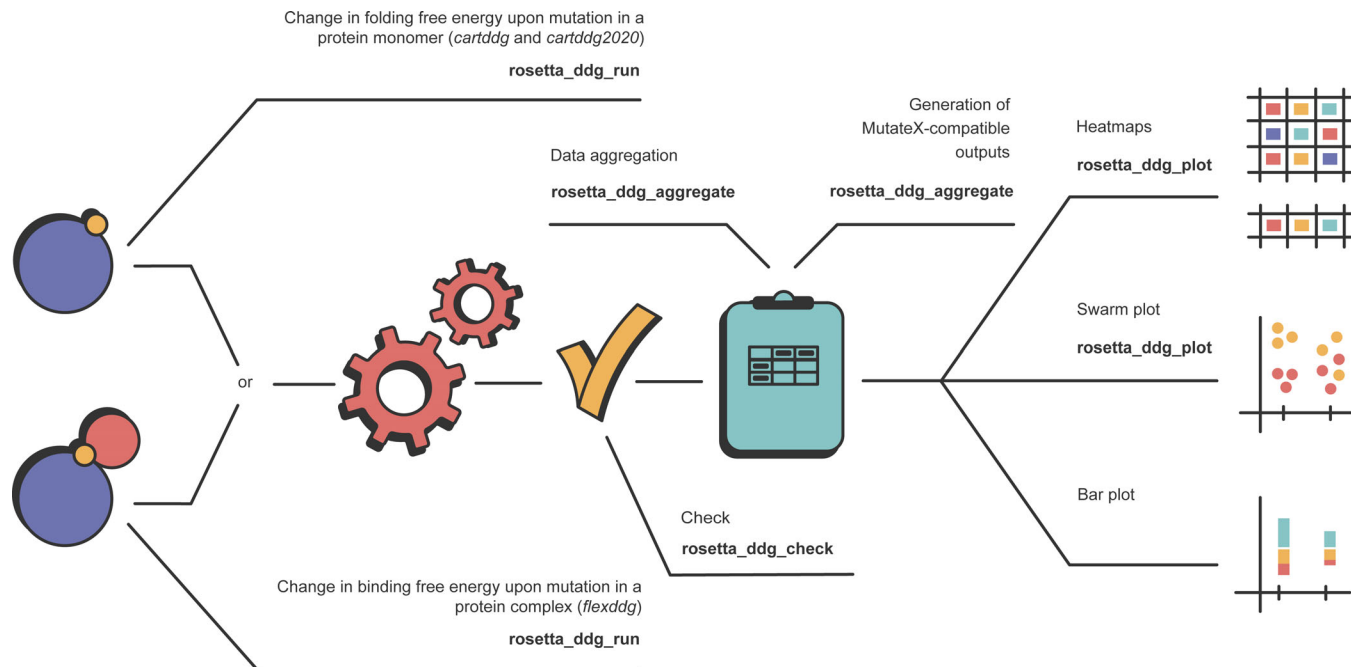 Change in folding free energy upon mutation in a
protein monomer (cartddg and cartddg2020)
rosetta_ddg_run
or
Change in binding free energy upon mutation in a
protein complex (flexddg)
rosetta_ddg_run
Data aggregation
rosetta_ddg_aggregate
Generation of
MutateX-compatible
outputs
rosetta_ddg_aggregate
Check
rosetta_ddg_check
Heatmaps
rosetta_ddg_plot
Swarm plot
rosetta_ddg_plot
Bar plot